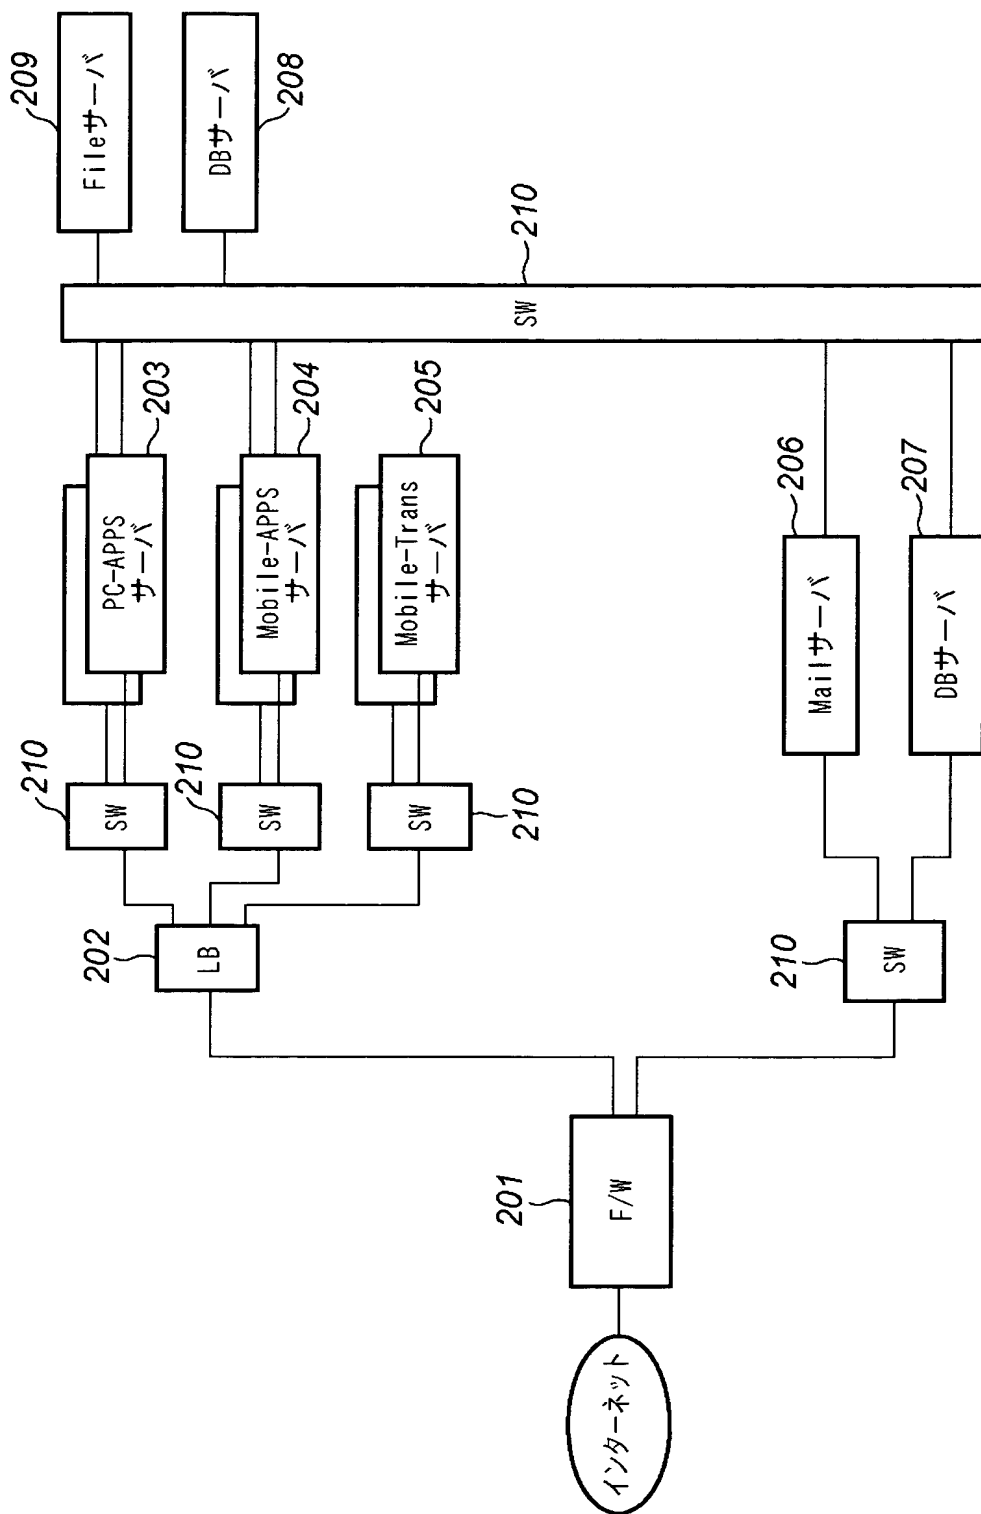 インターネット
F/W
201
LB
202
SW
210
SW
210
SW
210
SW
210
PC-APPS
サーバ
203
Mobile-APPS
サーバ
204
Mobile-Trans
サーバ
205
Mailサーバ
206
DBサーバ
207
SW
210
Fileサーバ
209
DBサーバ
208